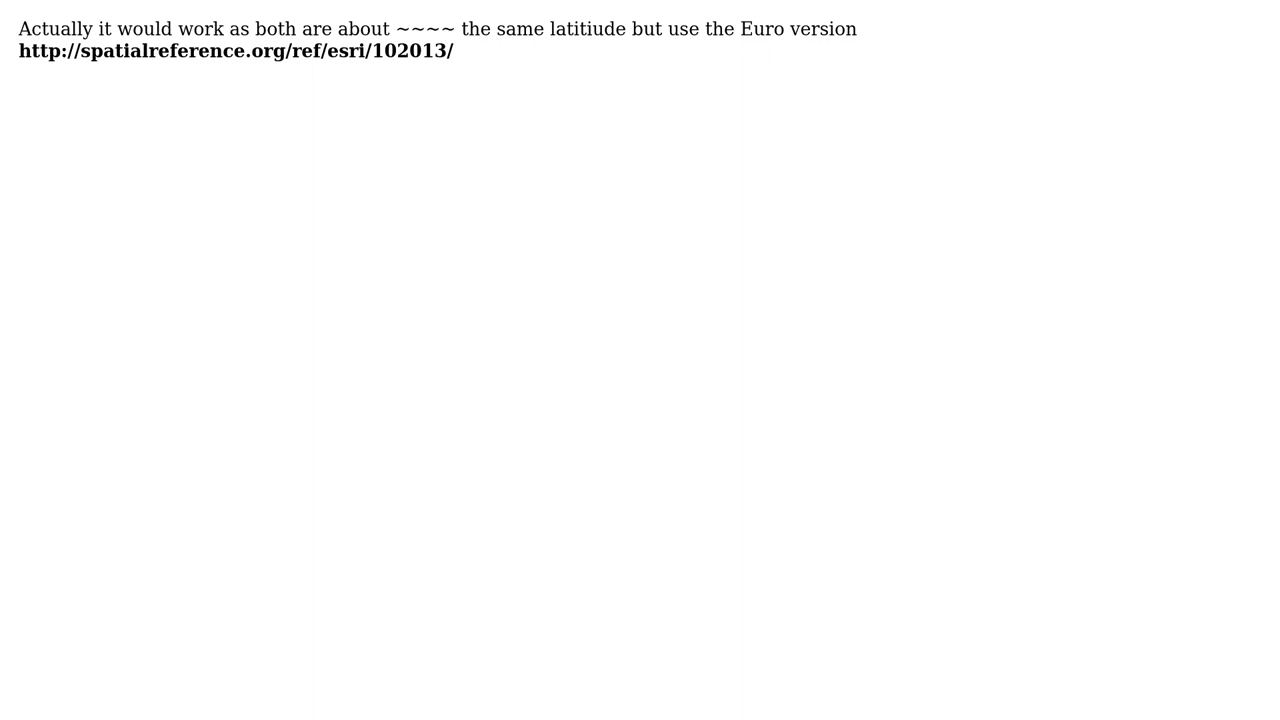 Actually it would work as both are about ~~~~ the same latitiude but use the Euro version
http://spatialreference.org/ref/esri/102013/